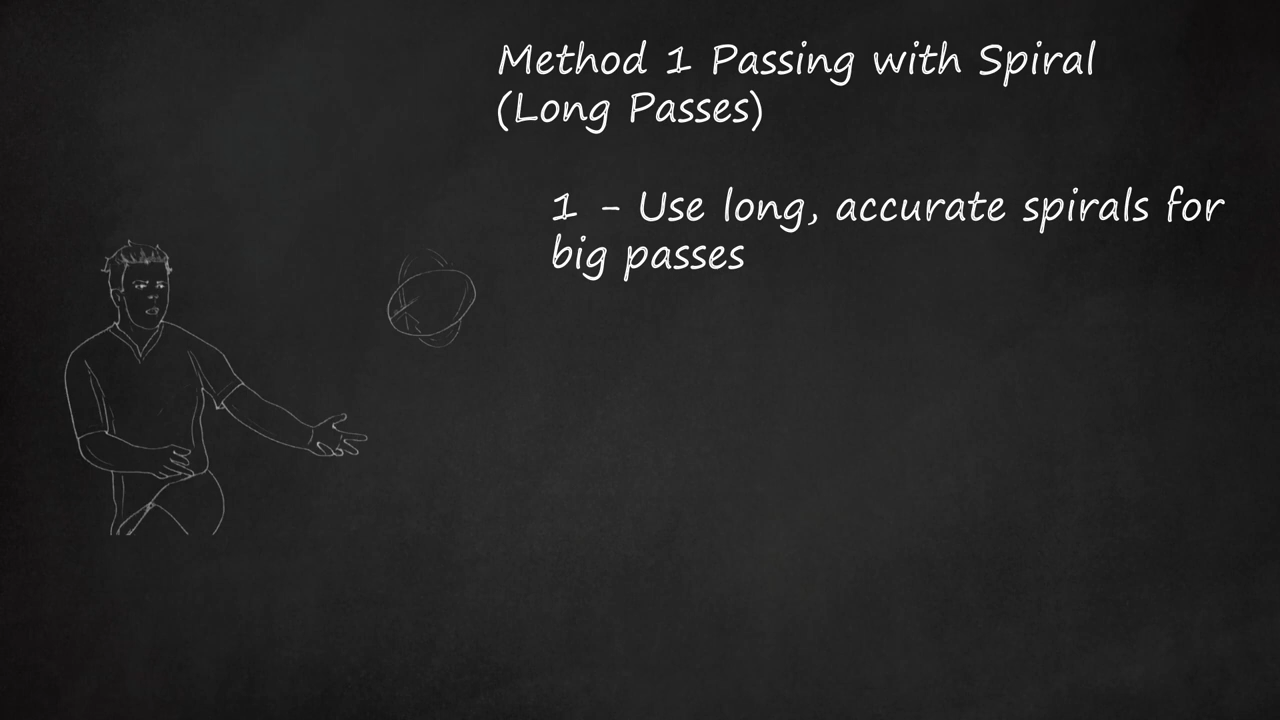 Method 1 Passing with Spiral
(Long Passes)
1 - Use long, accurate spirals for
big passes